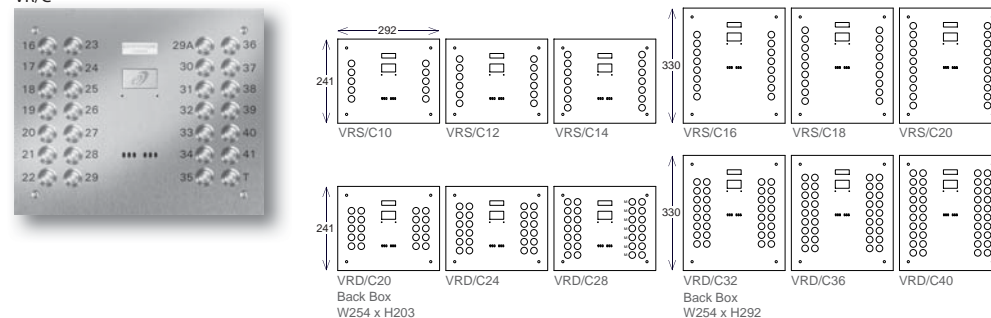 16 23 29A 36
17 24 30 37
18 25 31 38
19 26 32 39
20 27 33 40
21 28 34 41
22 29 35 T
292
241
330
VRS/C10 VRS/C12 VRS/C14 VRS/C16 VRS/C18 VRS/C20
241
330
VRD/C20 VRD/C24 VRD/C28 VRD/C32 VRD/C36 VRD/C40
Back Box Back Box
W254 x H203 W254 x H292